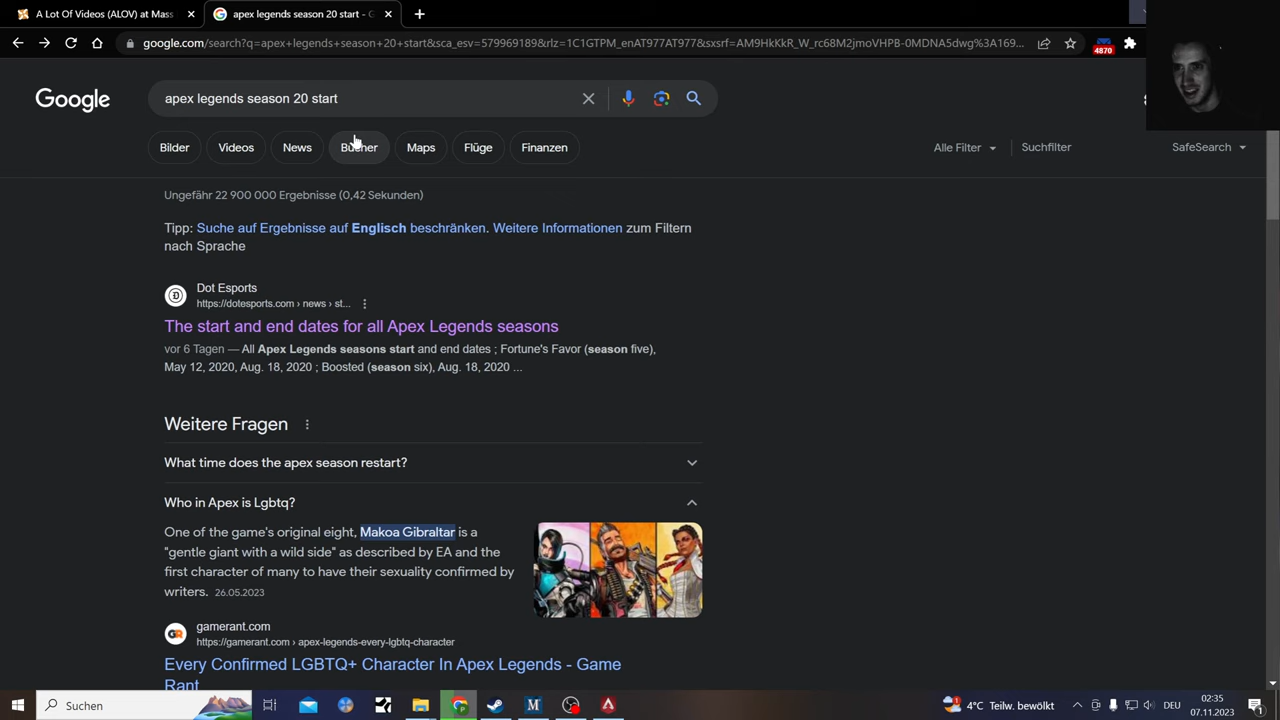 A Lot Of Videos (ALOV) at Mass
apex legends season 20 start - G
google.com/search?q=apex+legends+season+20+start&sca_esv=579969189&rlz=1C1GTPM_enAT977AT977&sxsrf=AM9HkKkR_W_rc68M2jmoVHPB-0MDNA5dwg%3A169...
4870
Google
apex legends season 20 start
Bilder
Videos
News
Bücher
Maps
Flüge
Finanzen
Alle Filter
Suchfilter
SafeSearch
Ungefähr 22 900 000 Ergebnisse (0,42 Sekunden)
Tipp: Suche auf Ergebnisse auf Englisch beschränken. Weitere Informationen zum Filtern
nach Sprache
Dot Esports
https://dotesports.com › news › st...
The start and end dates for all Apex Legends seasons
vor 6 Tagen — All Apex Legends seasons start and end dates ; Fortune's Favor (season five),
May 12, 2020, Aug. 18, 2020 ; Boosted (season six), Aug. 18, 2020 ...
Weitere Fragen
What time does the apex season restart?
Who in Apex is Lgbtq?
One of the game's original eight, Makoa Gibraltar is a
"gentle giant with a wild side" as described by EA and the
first character of many to have their sexuality confirmed by
writers. 26.05.2023
gamerant.com
https://gamerant.com › apex-legends-every-lgbtq-character
Every Confirmed LGBTQ+ Character In Apex Legends - Game
Rant
Suchen
4°C Teilw. bewölkt
DEU
02:35
07.11.2023